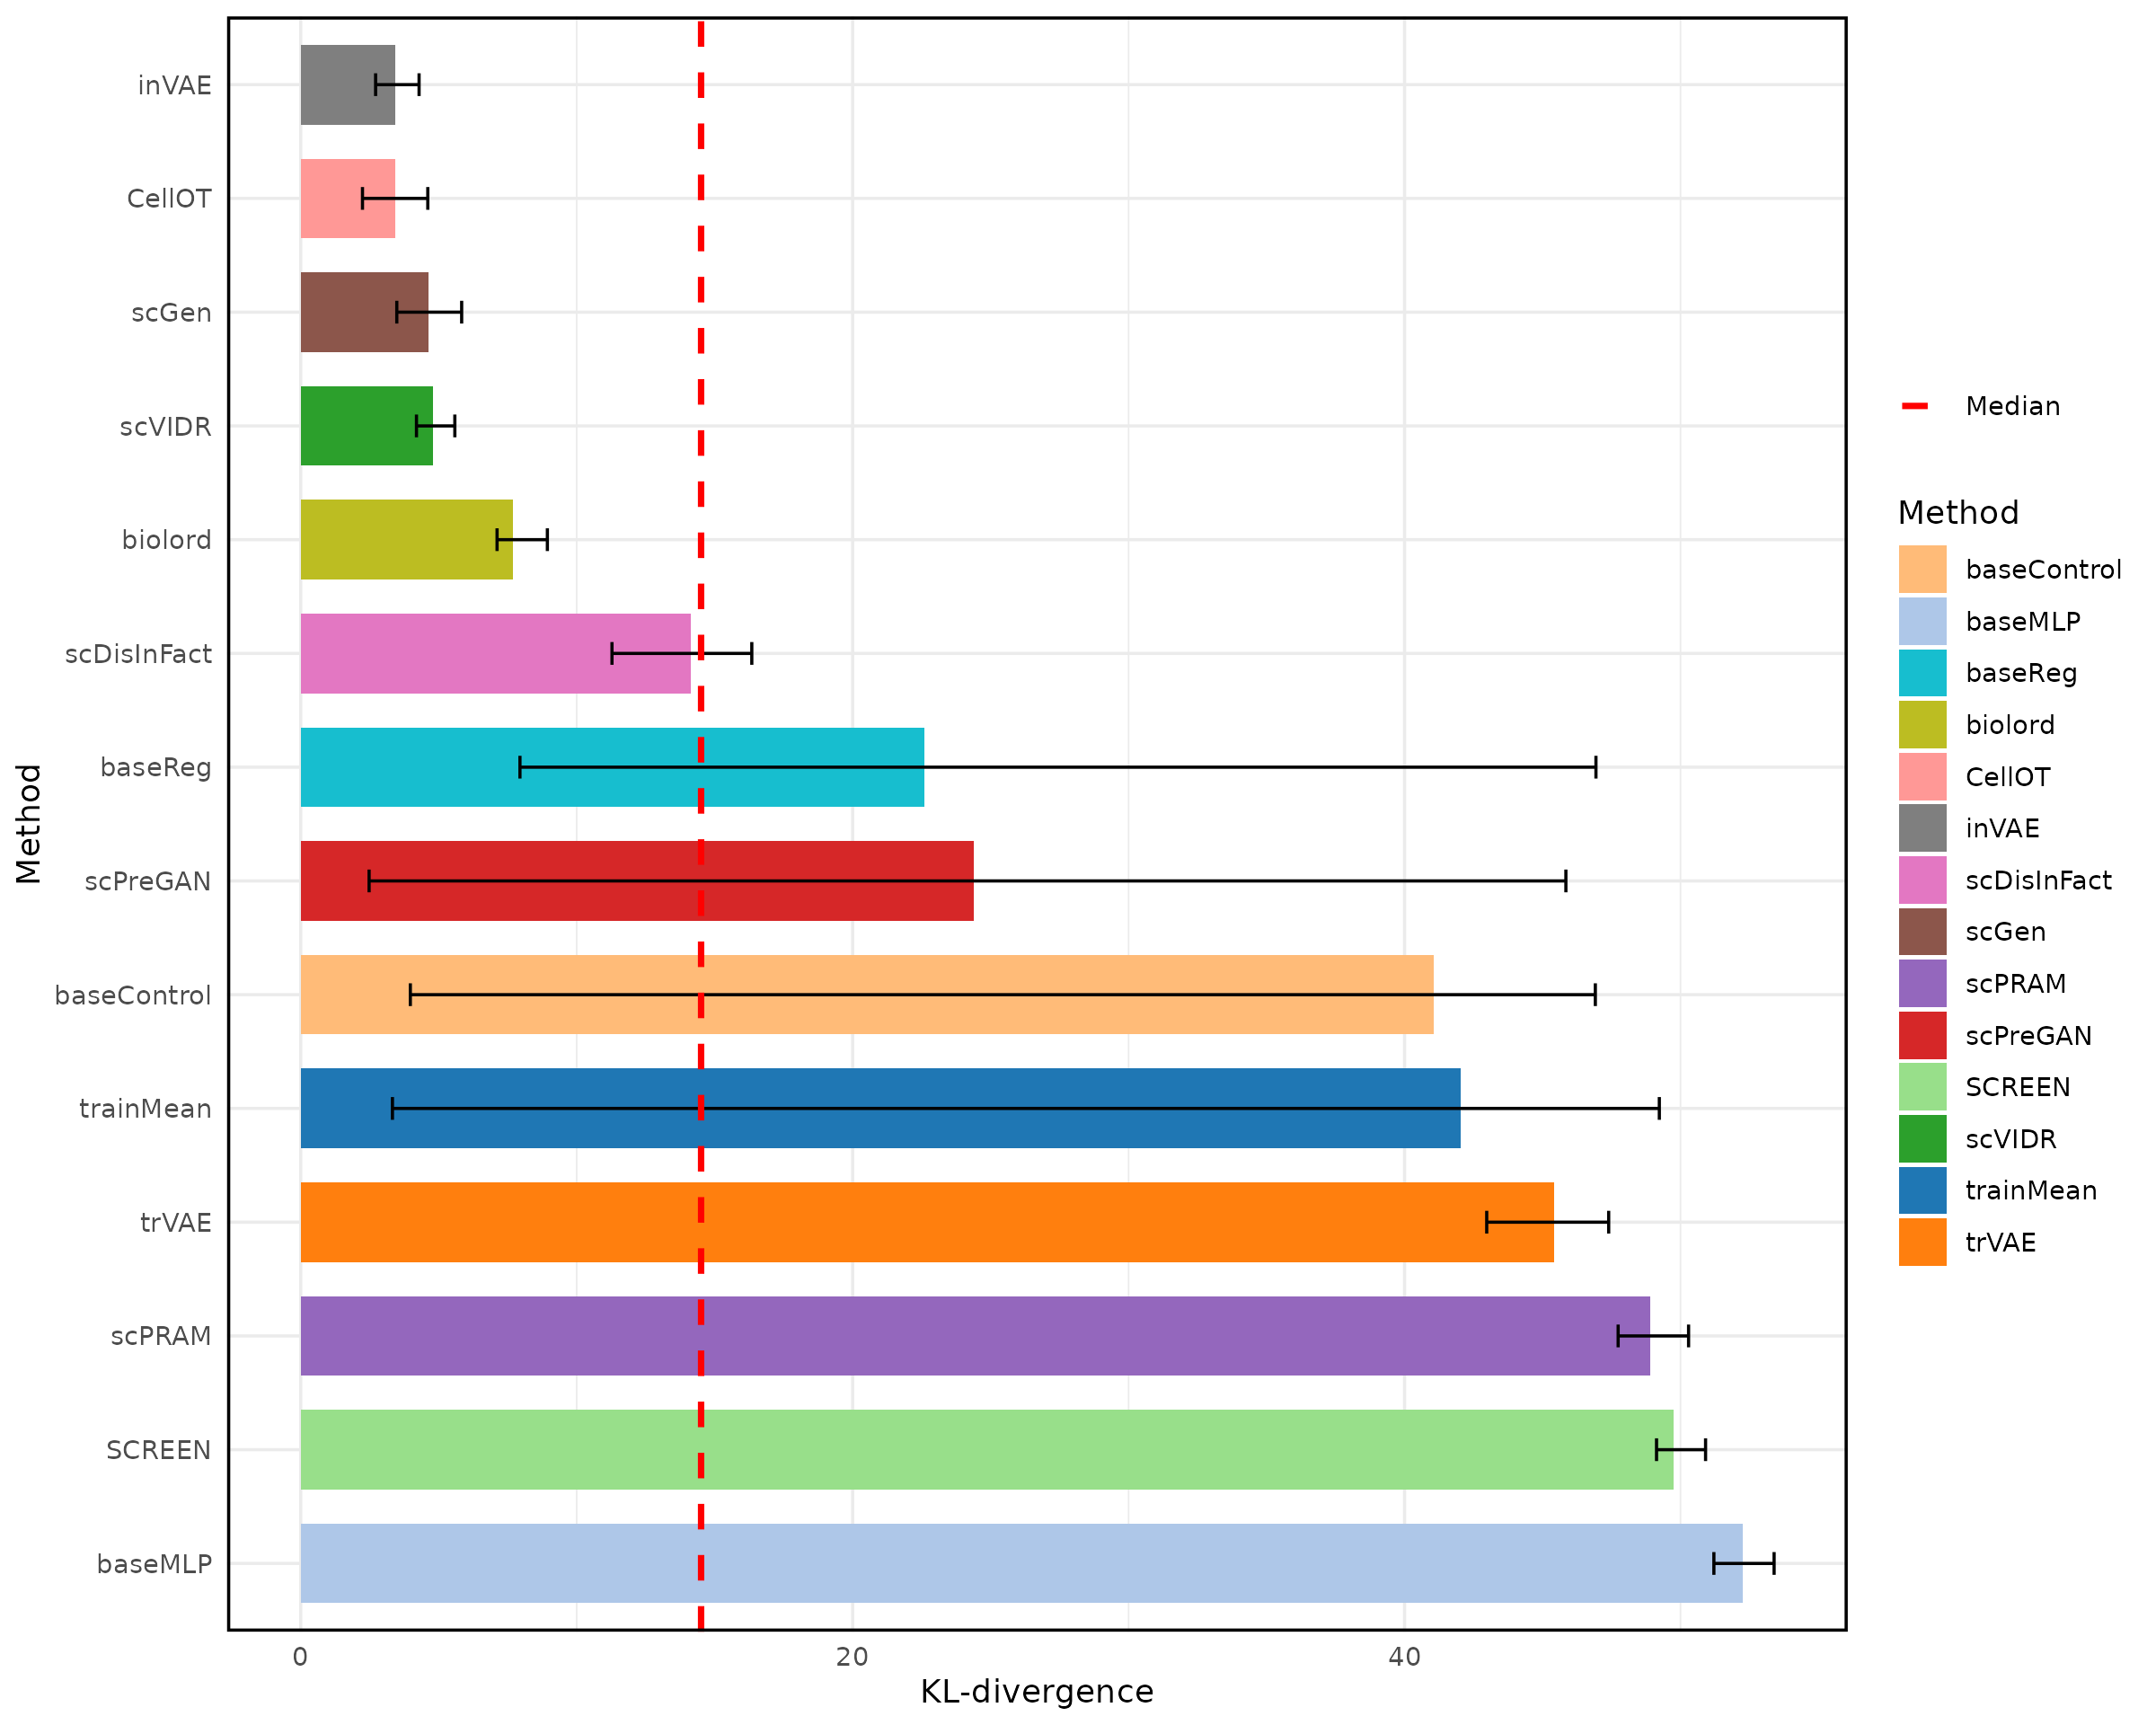 inVAE
CellOT
scGen
scVIDR
biolord
scDisInFact
baseReg
scPreGAN
baseControl
trainMean
trVAE
scPRAM
SCREEN
baseMLP
Method
0 20 40
KL-divergence
Median
Method
baseControl
baseMLP
baseReg
biolord
CellOT
inVAE
scDisInFact
scGen
scPRAM
scPreGAN
SCREEN
scVIDR
trainMean
trVAE